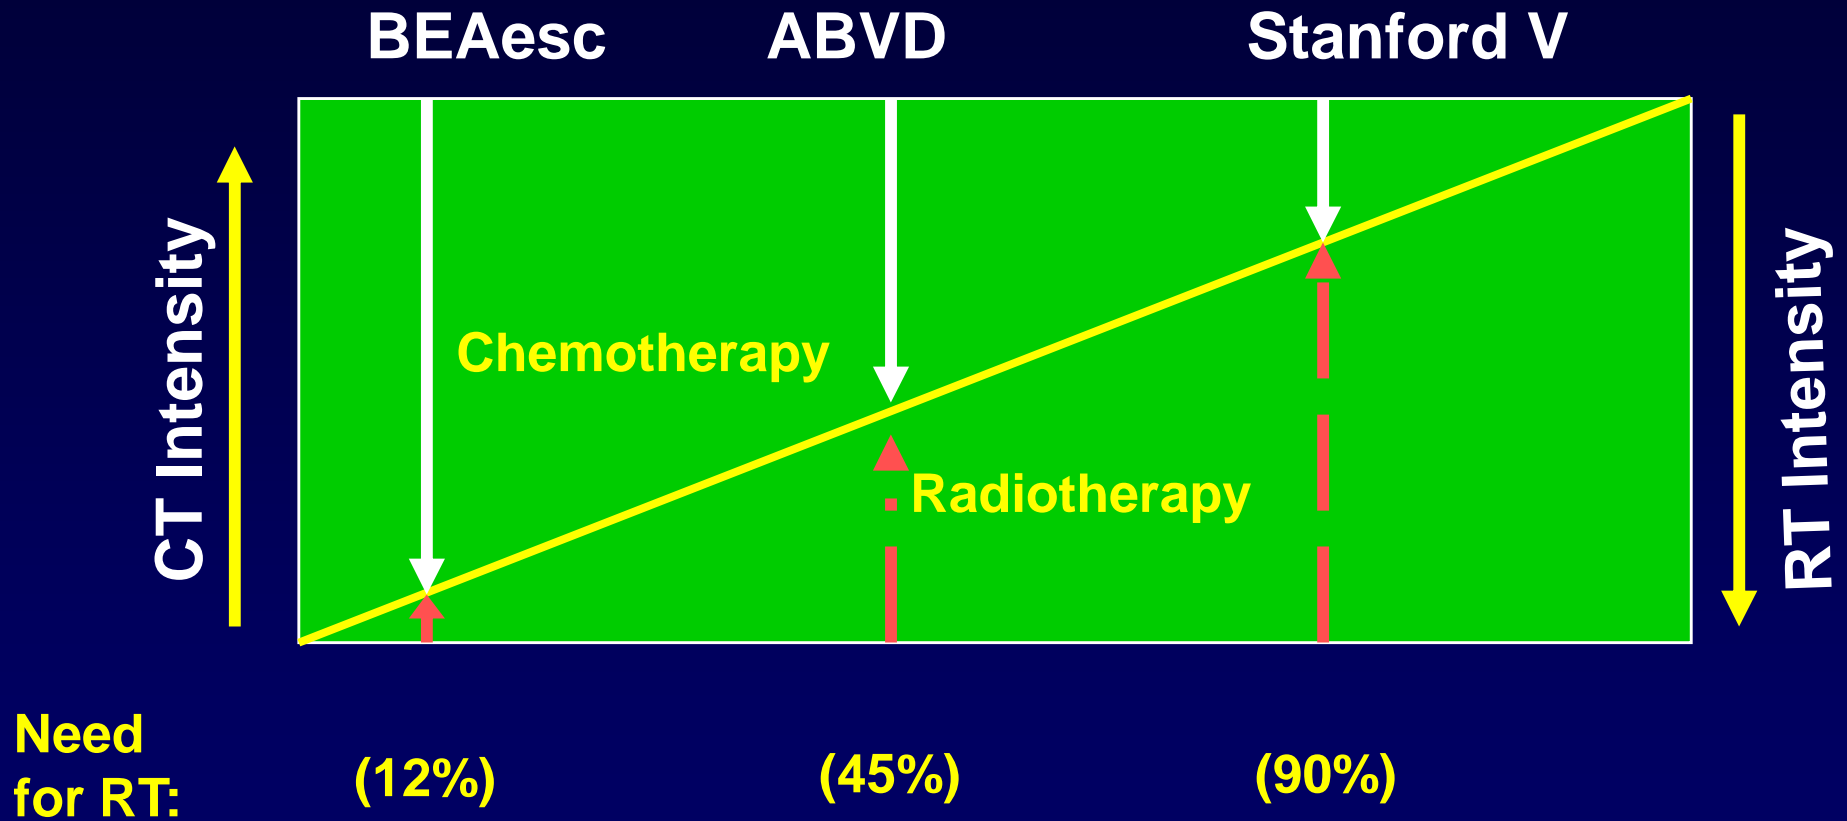 BEAesc ABVD Stanford V
CT Intensity
Chemotherapy
Radiotherapy
RT Intensity
Need
for RT: (12%) (45%) (90%)